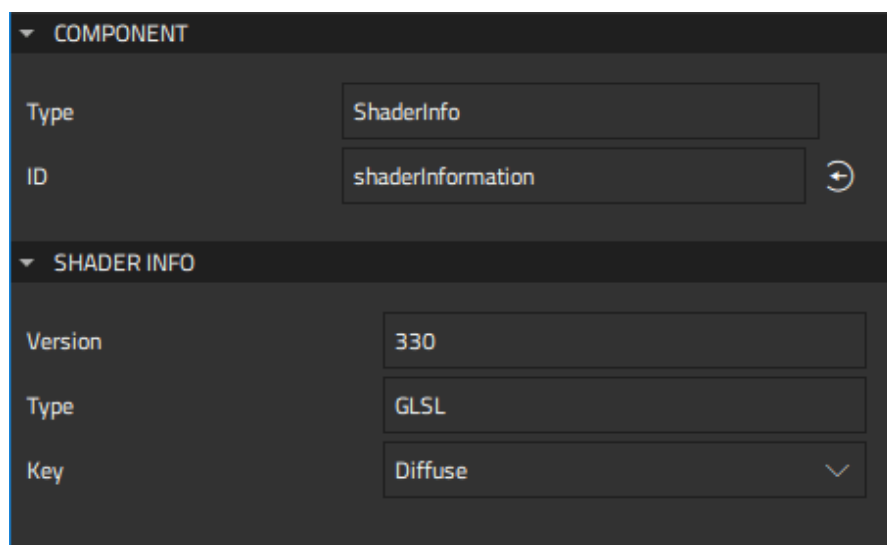 COMPONENT
Type ShaderInfo
ID shaderInformation
SHADER INFO
Version 330
Type GLSL
Key Diffuse